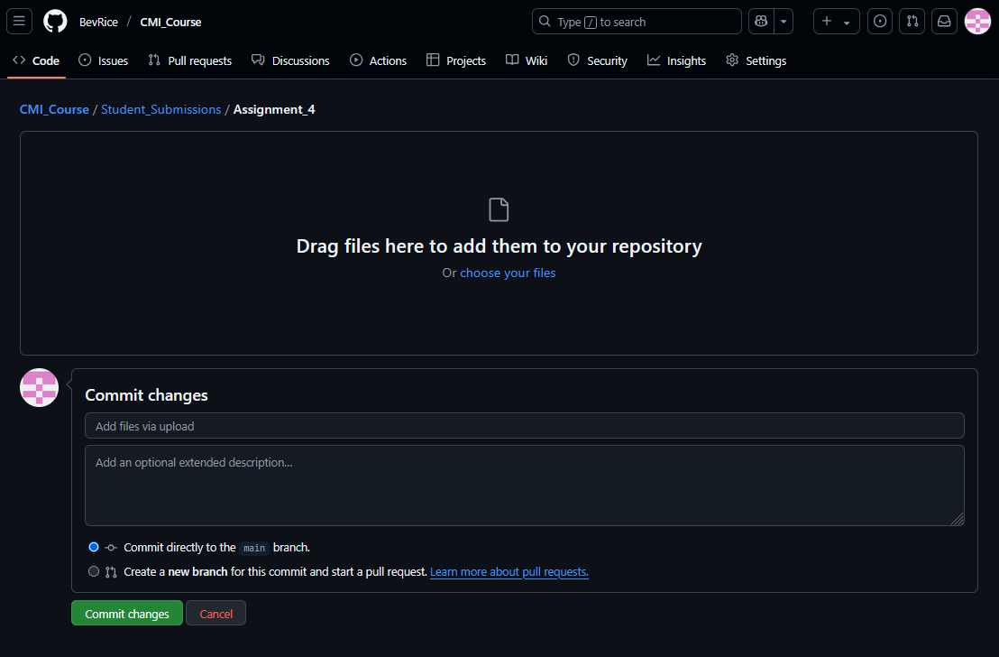 BevRice / CMI_Course
Type / to search
Code Issues Pull requests Discussions Actions Projects Wiki Security Insights Settings
CMI_Course / Student_Submissions / Assignment_4
Drag files here to add them to your repository
Or choose your files
Commit changes
Add files via upload
Add an optional extended description...
Commit directly to the main branch.
Create a new branch for this commit and start a pull request. Learn more about pull requests.
Commit changes Cancel